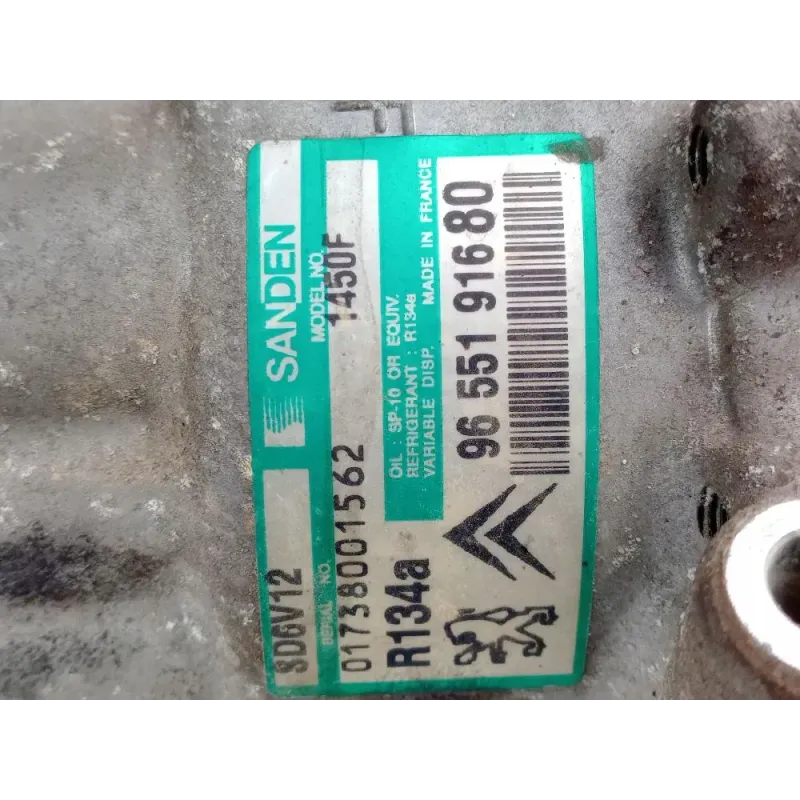 SD6V12
SANDEN
SERIAL NO.
MODEL NO.
01738001562
1450F
R134a
OIL : SP-10 OR EQUIV.
REFRIGERANT : R134a
VARIABLE DISP.
MADE IN FRANCE
96 551 916 80